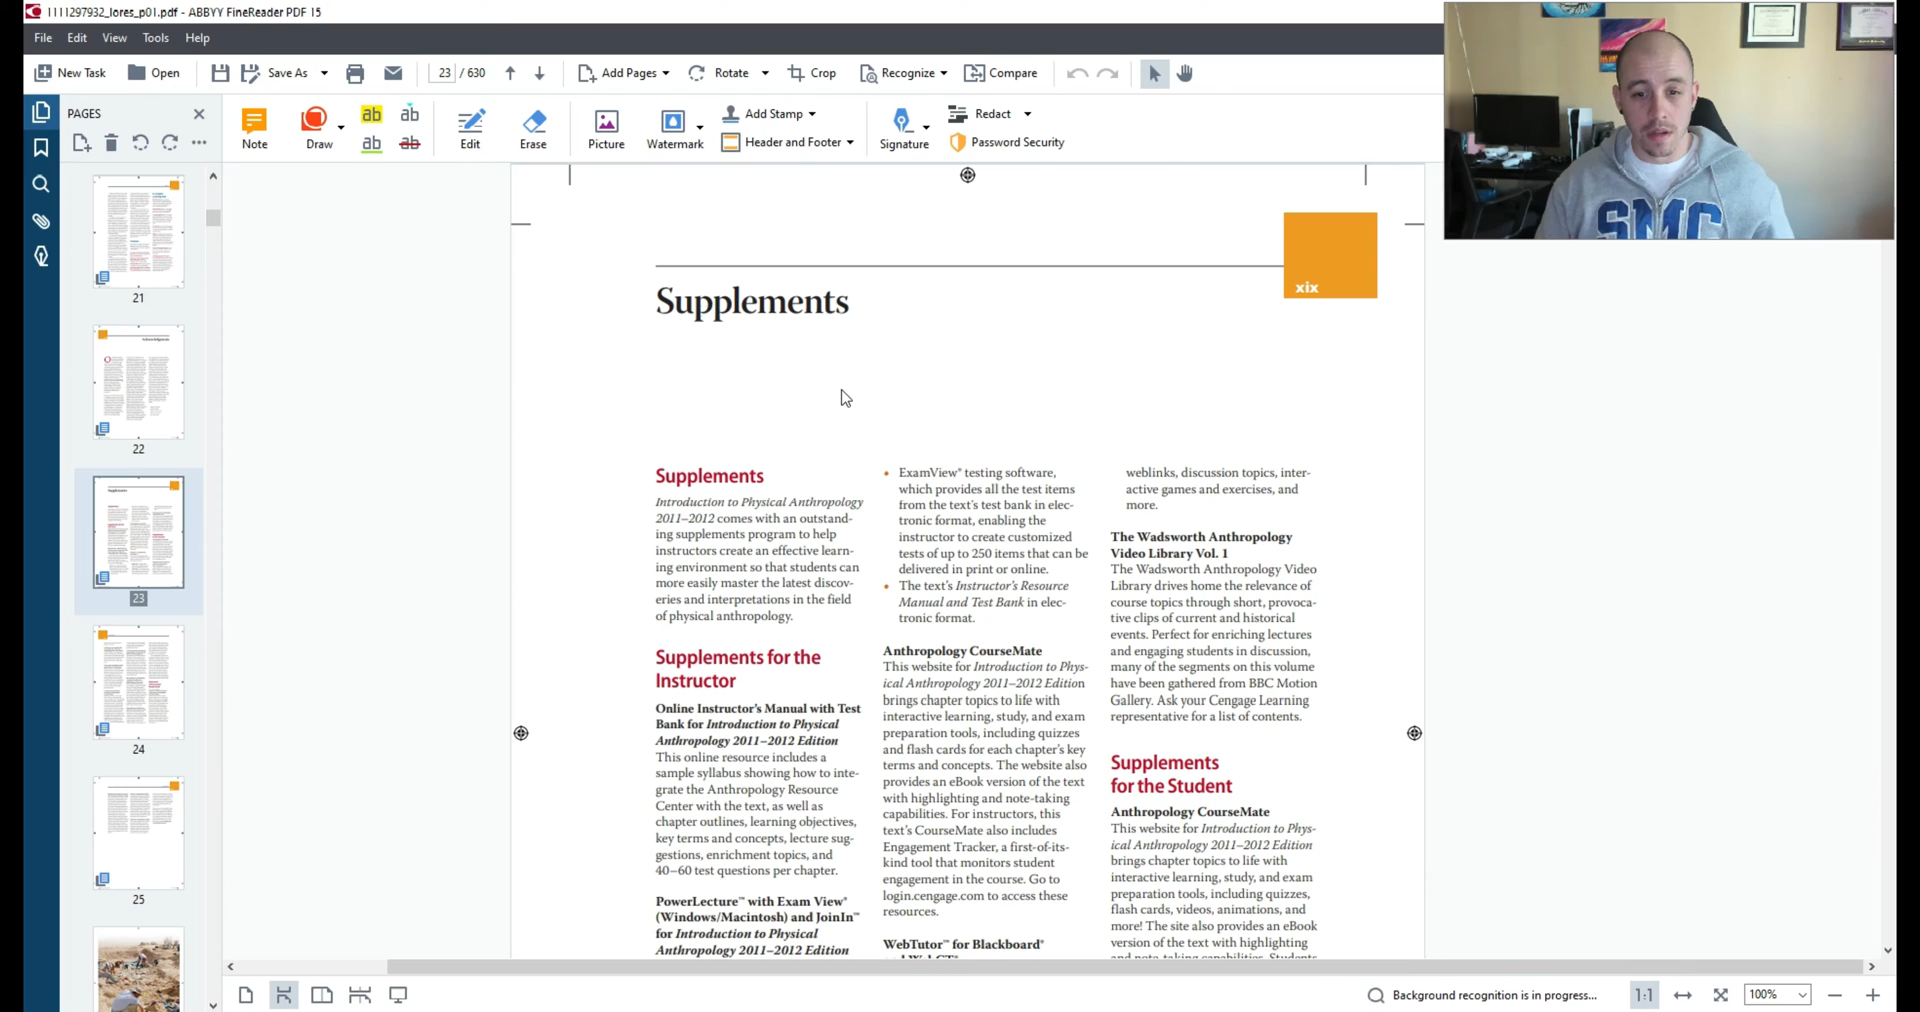 1111297932_lores_p01.pdf - ABBYY FineReader PDF 15
File Edit View Tools Help
New Task Open Save As 23 / 630 Add Pages Rotate Crop Recognize Compare
PAGES
Note Draw ab ab ab ab Edit Erase Picture Watermark Add Stamp Header and Footer Signature Redact Password Security
21
22
23
24
25
xix
Supplements
Supplements
Introduction to Physical Anthropology
2011–2012 comes with an outstand-
ing supplements program to help
instructors create an effective learn-
ing environment so that students can
more easily master the latest discov-
eries and interpretations in the field
of physical anthropology.
Supplements for the
Instructor
Online Instructor's Manual with Test
Bank for Introduction to Physical
Anthropology 2011–2012 Edition
This online resource includes a
sample syllabus showing how to inte-
grate the Anthropology Resource
Center with the text, as well as
chapter outlines, learning objectives,
key terms and concepts, lecture sug-
gestions, enrichment topics, and
40–60 test questions per chapter.
PowerLecture™ with Exam View®
(Windows/Macintosh) and JoinIn™
for Introduction to Physical
Anthropology 2011–2012 Edition
• ExamView® testing software,
which provides all the test items
from the text's test bank in elec-
tronic format, enabling the
instructor to create customized
tests of up to 250 items that can be
delivered in print or online.
• The text's Instructor's Resource
Manual and Test Bank in elec-
tronic format.
Anthropology CourseMate
This website for Introduction to Phys-
ical Anthropology 2011–2012 Edition
brings chapter topics to life with
interactive learning, study, and exam
preparation tools, including quizzes
and flash cards for each chapter's key
terms and concepts. The website also
provides an eBook version of the text
with highlighting and note-taking
capabilities. For instructors, this
text's CourseMate also includes
Engagement Tracker, a first-of-its-
kind tool that monitors student
engagement in the course. Go to
login.cengage.com to access these
resources.
WebTutor™ for Blackboard®
and WebCT®
weblinks, discussion topics, inter-
active games and exercises, and
more.
The Wadsworth Anthropology
Video Library Vol. 1
The Wadsworth Anthropology Video
Library drives home the relevance of
course topics through short, provoca-
tive clips of current and historical
events. Perfect for enriching lectures
and engaging students in discussion,
many of the segments on this volume
have been gathered from BBC Motion
Gallery. Ask your Cengage Learning
representative for a list of contents.
Supplements
for the Student
Anthropology CourseMate
This website for Introduction to Phys-
ical Anthropology 2011–2012 Edition
brings chapter topics to life with
interactive learning, study, and exam
preparation tools, including quizzes,
flash cards, videos, animations, and
more! The site also provides an eBook
version of the text with highlighting
and note-taking capabilities. Students
SMC
Background recognition is in progress... 1:1 100%